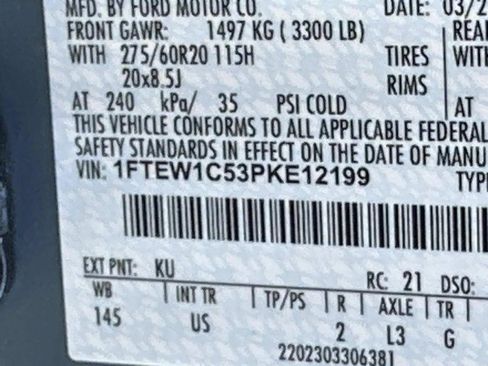 MFD. BY FORD MOTOR CO. DATE: 03/2
FRONT GAWR: 1497 KG ( 3300 LB) REA
WITH 275/60R20 115H TIRES WIT
20x8.5J RIMS
AT 240 kPa/ 35 PSI COLD AT
THIS VEHICLE CONFORMS TO ALL APPLICABLE FEDERAL
SAFETY STANDARDS IN EFFECT ON THE DATE OF MANU
VIN: 1FTEW1C53PKE12199 TYP
EXT PNT: KU RC: 21 DSO:
WB INT TR TP/PS R AXLE TR
145 US 2 L3 G
2202303306381